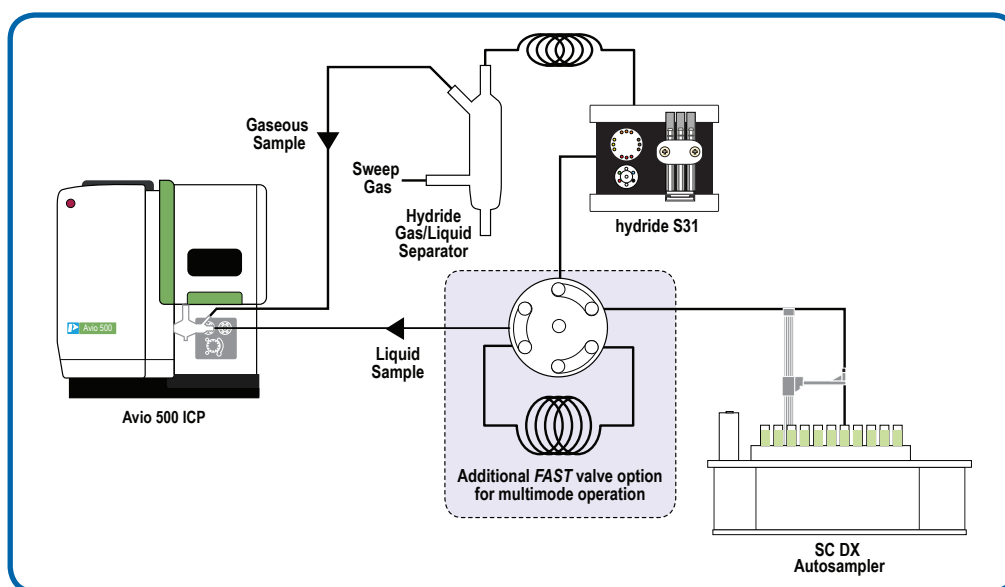 Gaseous
Sample
Sweep
Gas
Hydride
Gas/Liquid
Separator
hydride S31
Avio 500
Avio 500 ICP
Liquid
Sample
Additional FAST valve option
for multimode operation
SC DX
Autosampler